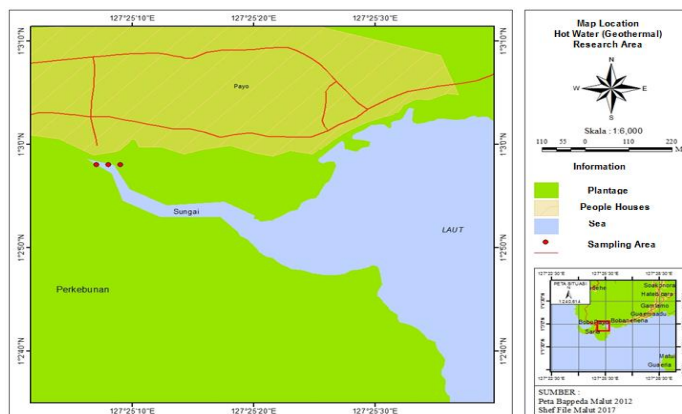 127°25'10"E 127°25'20"E 127°25'30"E
Payo
Sungai
LAUT
Perkebunan
1°3'0"N
1°2'50"N
1°2'40"N
127°25'10"E 127°25'20"E 127°25'30"E
Map Location
Hot Water (Geothermal)
Research Area
N
W E
S
Skala : 1:6,000
110 55 0 110 220
M
Information
Plantage
People Houses
Sea
Sampling Area
PETA SITUASI
SUMBER :
Peta Bappeda Malut 2012
Shef File Malut 2017